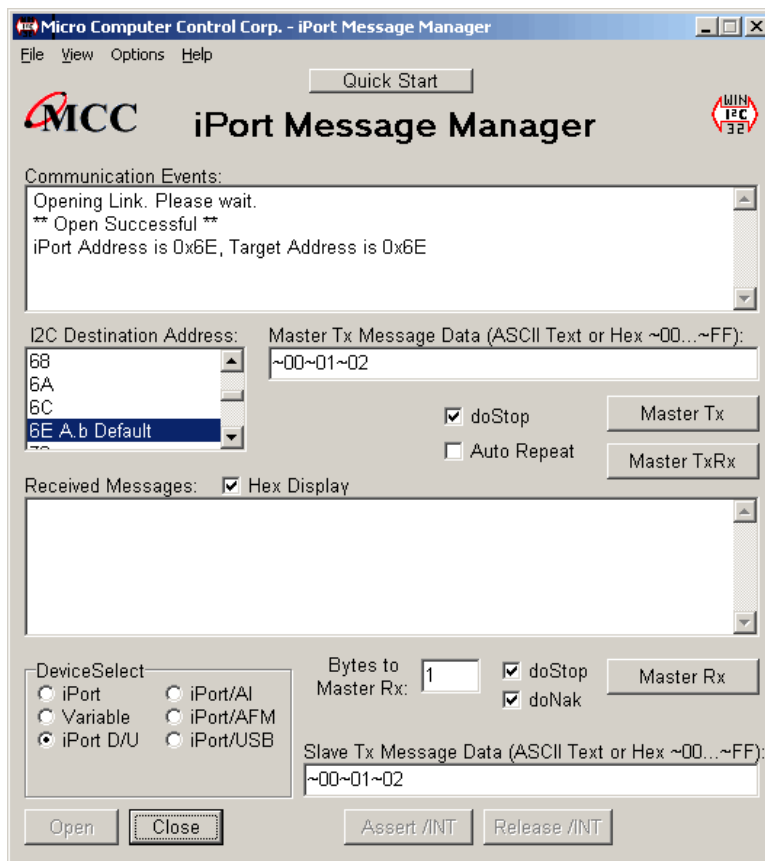 Micro Computer Control Corp. - iPort Message Manager
File View Options Help
Quick Start
MCC
iPort Message Manager
WIN
I²C
32
Communication Events:
Opening Link. Please wait.
** Open Successful **
iPort Address is 0x6E, Target Address is 0x6E
I2C Destination Address:
68
6A
6C
6E A.b Default
Master Tx Message Data (ASCII Text or Hex ~00...~FF):
~00~01~02
doStop
Master Tx
Auto Repeat
Master TxRx
Received Messages:
Hex Display
DeviceSelect
iPort
iPort/AI
Variable
iPort/AFM
iPort D/U
iPort/USB
Bytes to
Master Rx:
1
doStop
doNak
Master Rx
Slave Tx Message Data (ASCII Text or Hex ~00...~FF):
~00~01~02
Open
Close
Assert /INT
Release /INT